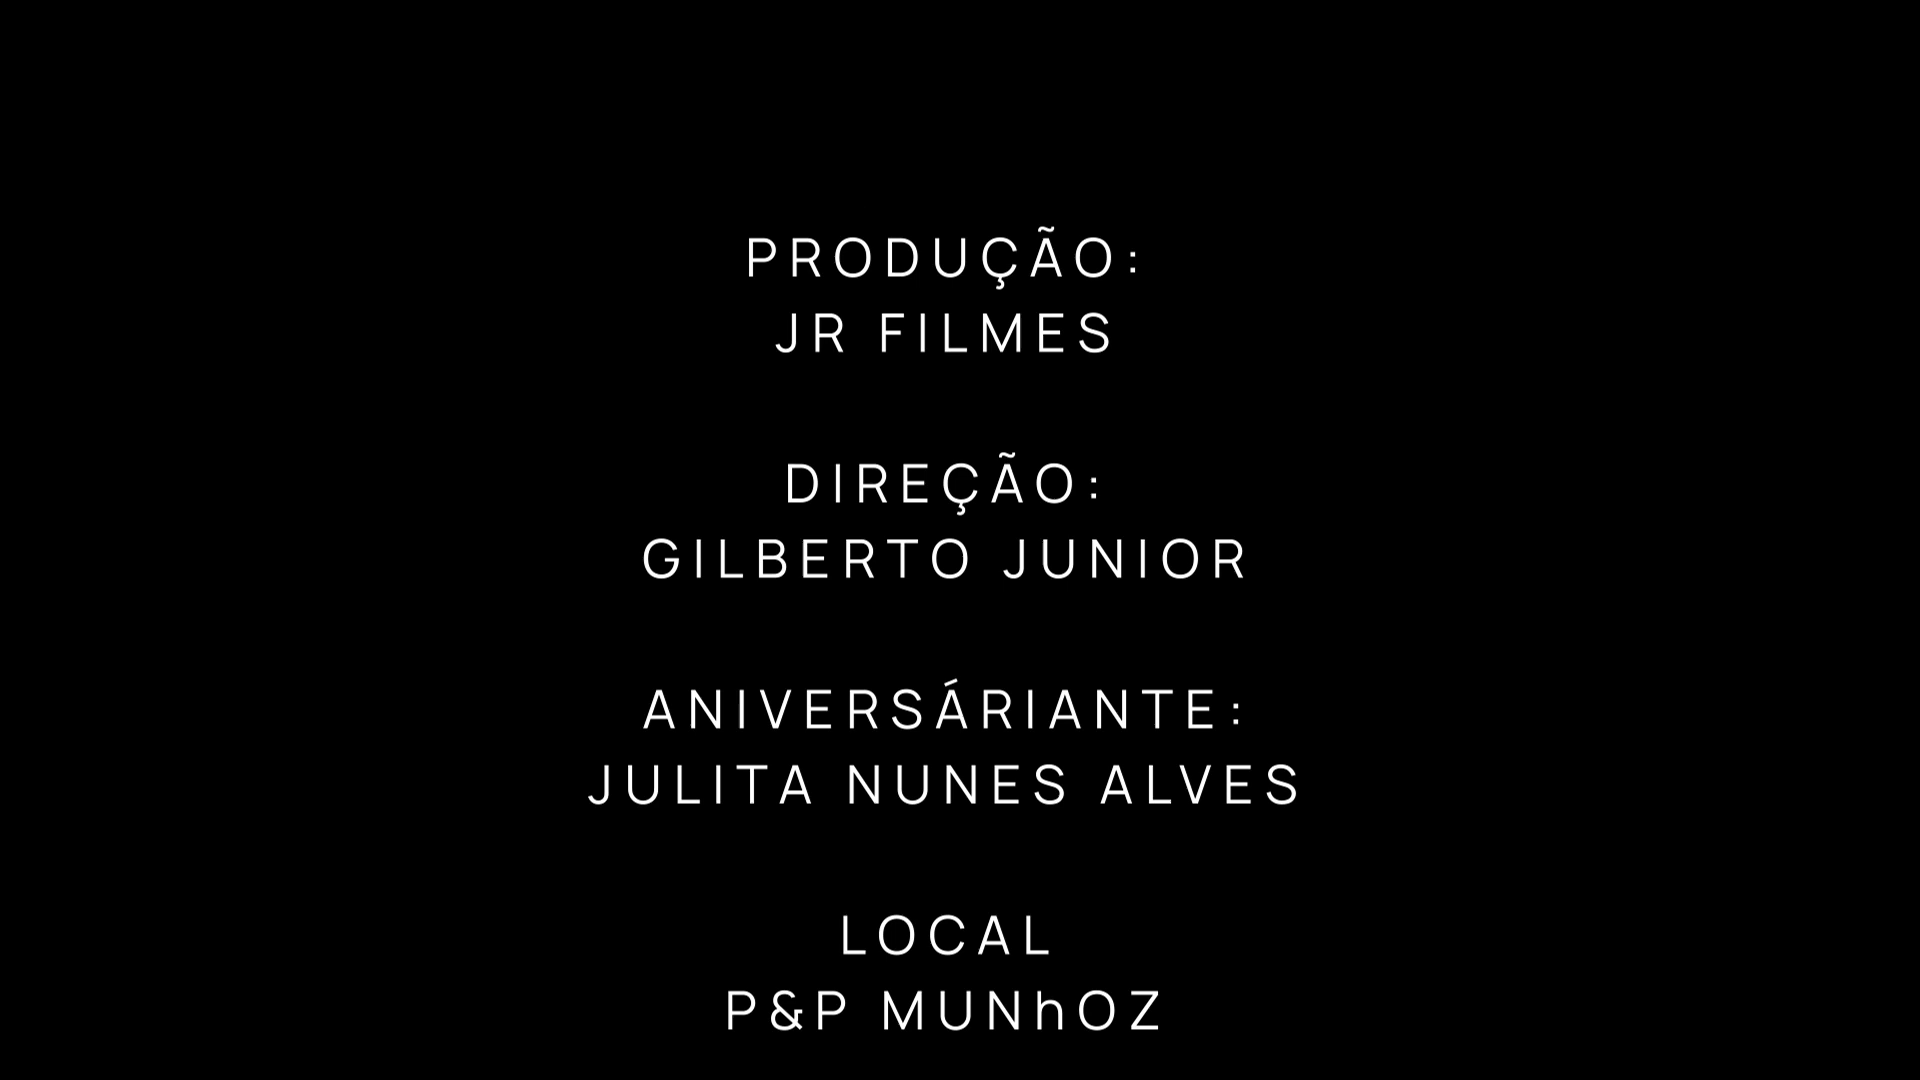 PRODUÇÃO:
JR FILMES
DIREÇÃO:
GILBERTO JUNIOR
ANIVERSÁRIANTE:
JULITA NUNES ALVES
LOCAL
P&P MUNhOZ